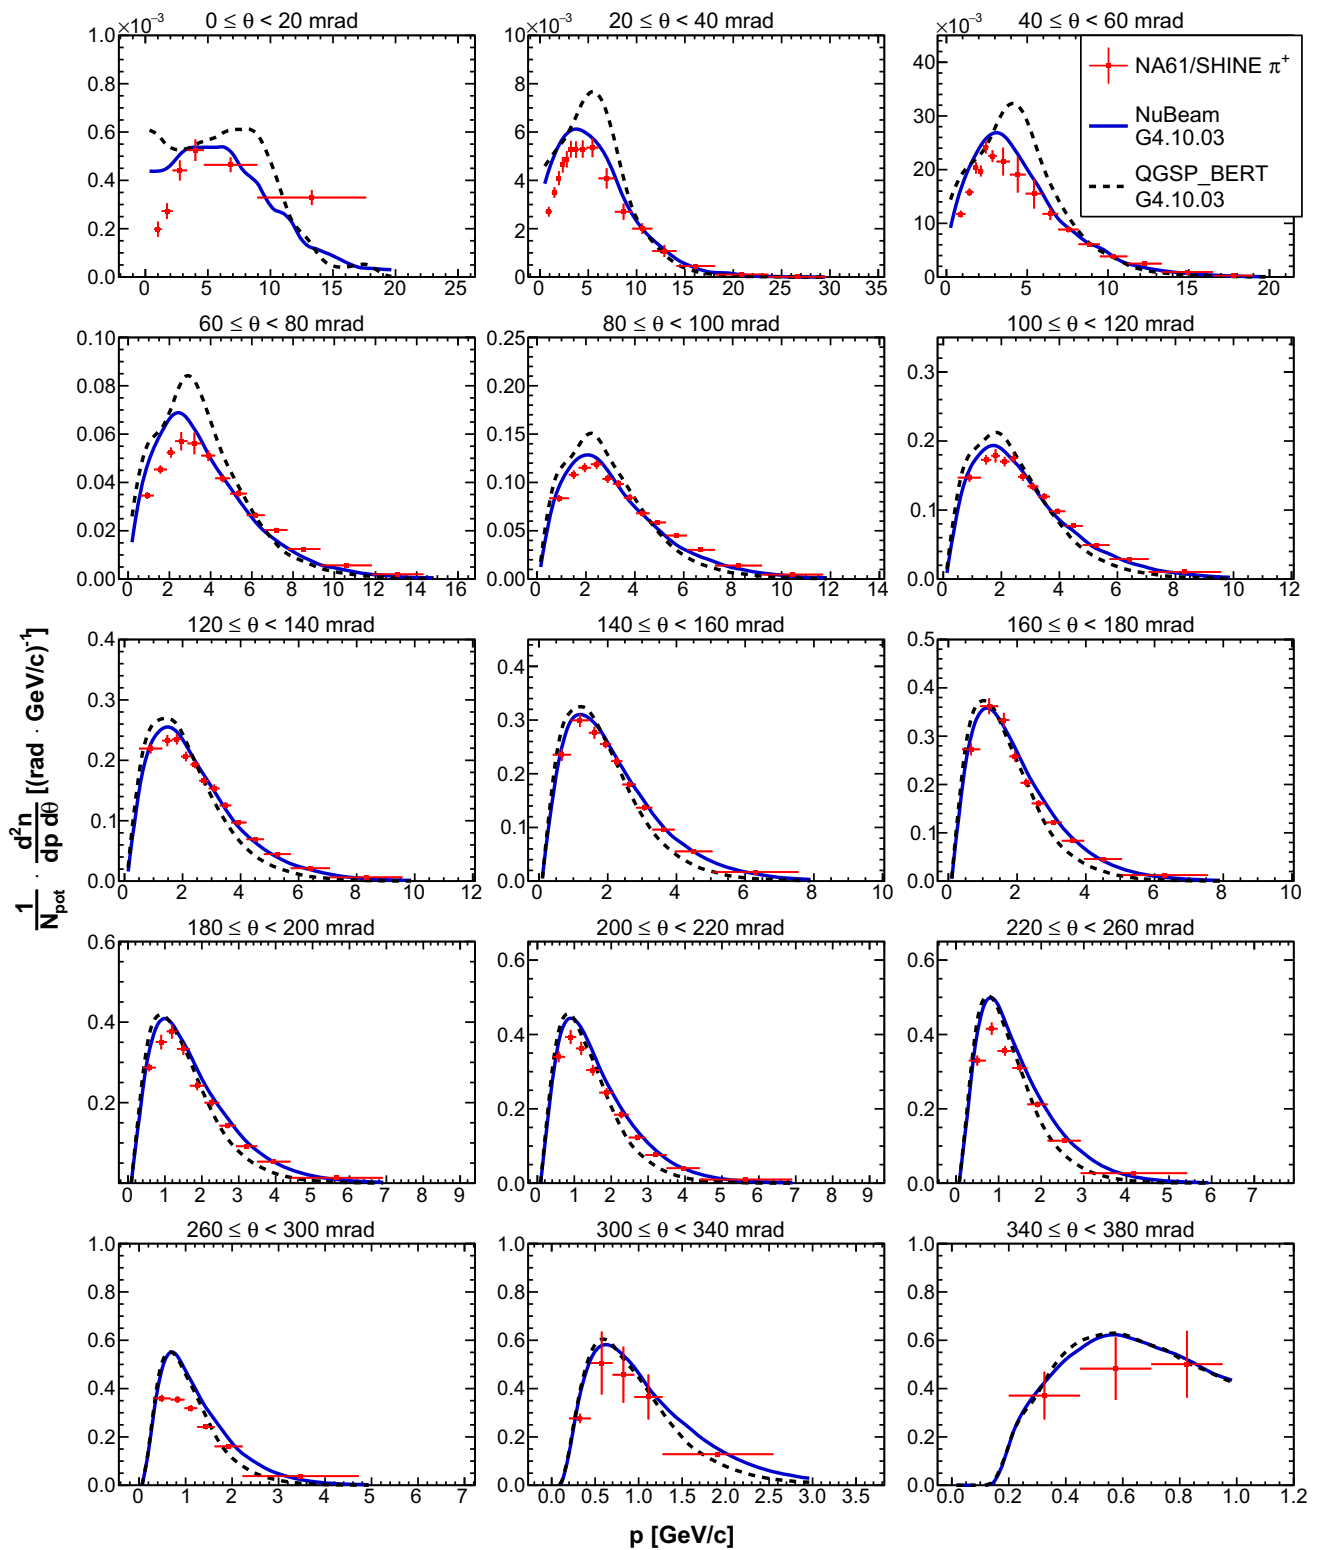 ×10⁻³ 0 ≤ θ < 20 mrad
1.0
0.8
0.6
0.4
0.2
0.0
0 5 10 15 20 25
×10⁻³ 20 ≤ θ < 40 mrad
10
8
6
4
2
0
0 5 10 15 20 25 30 35
×10⁻³ 40 ≤ θ < 60 mrad
40
30
20
10
0
0 5 10 15 20
NA61/SHINE π⁺
NuBeam
G4.10.03
QGSP_BERT
G4.10.03
60 ≤ θ < 80 mrad
0.10
0.08
0.06
0.04
0.02
0.00
0 2 4 6 8 10 12 14 16
80 ≤ θ < 100 mrad
0.25
0.20
0.15
0.10
0.05
0.00
0 2 4 6 8 10 12 14
100 ≤ θ < 120 mrad
0.3
0.2
0.1
0.0
0 2 4 6 8 10 12
120 ≤ θ < 140 mrad
0.4
0.3
0.2
0.1
0.0
0 2 4 6 8 10 12
140 ≤ θ < 160 mrad
0.4
0.3
0.2
0.1
0.0
0 2 4 6 8 10
160 ≤ θ < 180 mrad
0.5
0.4
0.3
0.2
0.1
0.0
0 2 4 6 8 10
180 ≤ θ < 200 mrad
0.6
0.4
0.2
0 1 2 3 4 5 6 7 8 9
200 ≤ θ < 220 mrad
0.6
0.4
0.2
0.0
0 1 2 3 4 5 6 7 8 9
220 ≤ θ < 260 mrad
0.6
0.4
0.2
0.0
0 1 2 3 4 5 6 7
260 ≤ θ < 300 mrad
1.0
0.8
0.6
0.4
0.2
0.0
0 1 2 3 4 5 6 7
300 ≤ θ < 340 mrad
1.0
0.8
0.6
0.4
0.2
0.0
0.0 0.5 1.0 1.5 2.0 2.5 3.0 3.5
340 ≤ θ < 380 mrad
1.0
0.8
0.6
0.4
0.2
0.0
0.0 0.2 0.4 0.6 0.8 1.0 1.2
1/N_pot · d²n/dp dθ [(rad · GeV/c)⁻¹]
p [GeV/c]